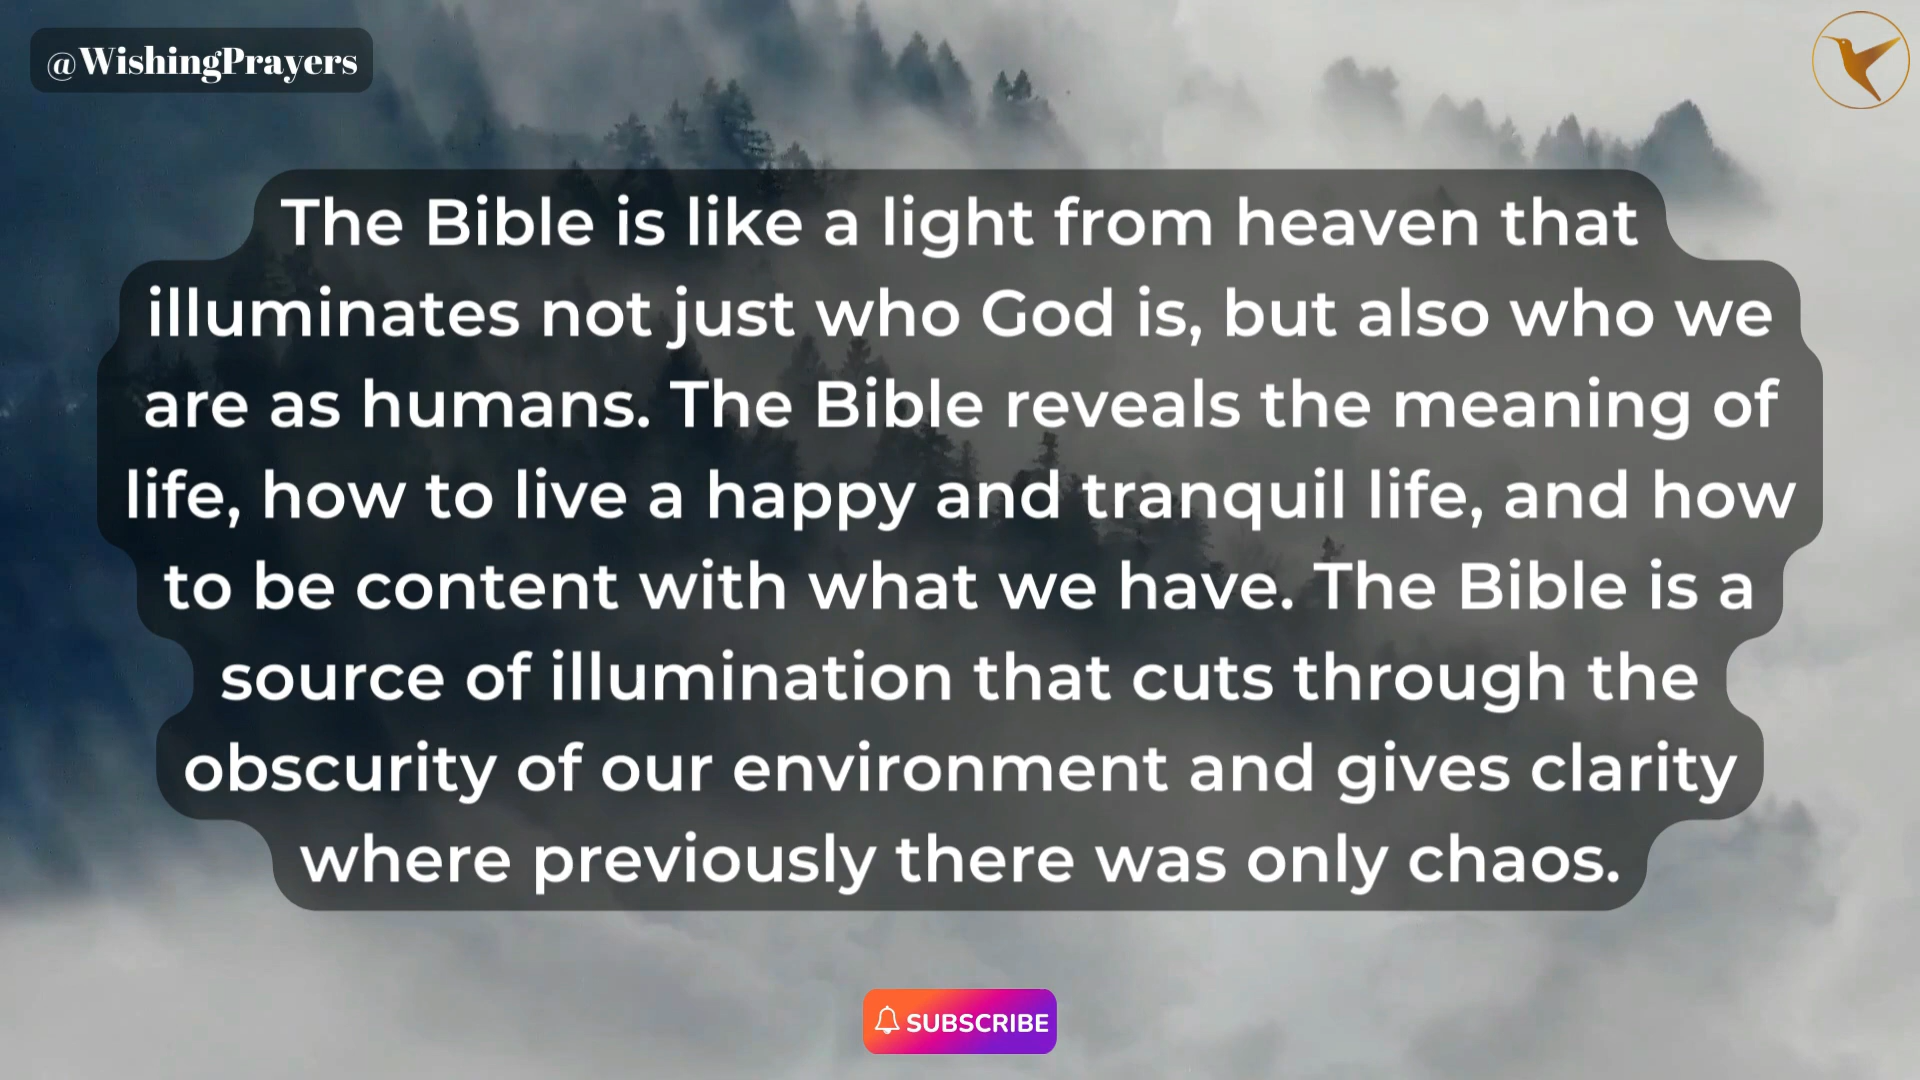 @WishingPrayers
The Bible is like a light from heaven that
illuminates not just who God is, but also who we
are as humans. The Bible reveals the meaning of
life, how to live a happy and tranquil life, and how
to be content with what we have. The Bible is a
source of illumination that cuts through the
obscurity of our environment and gives clarity
where previously there was only chaos.
SUBSCRIBE